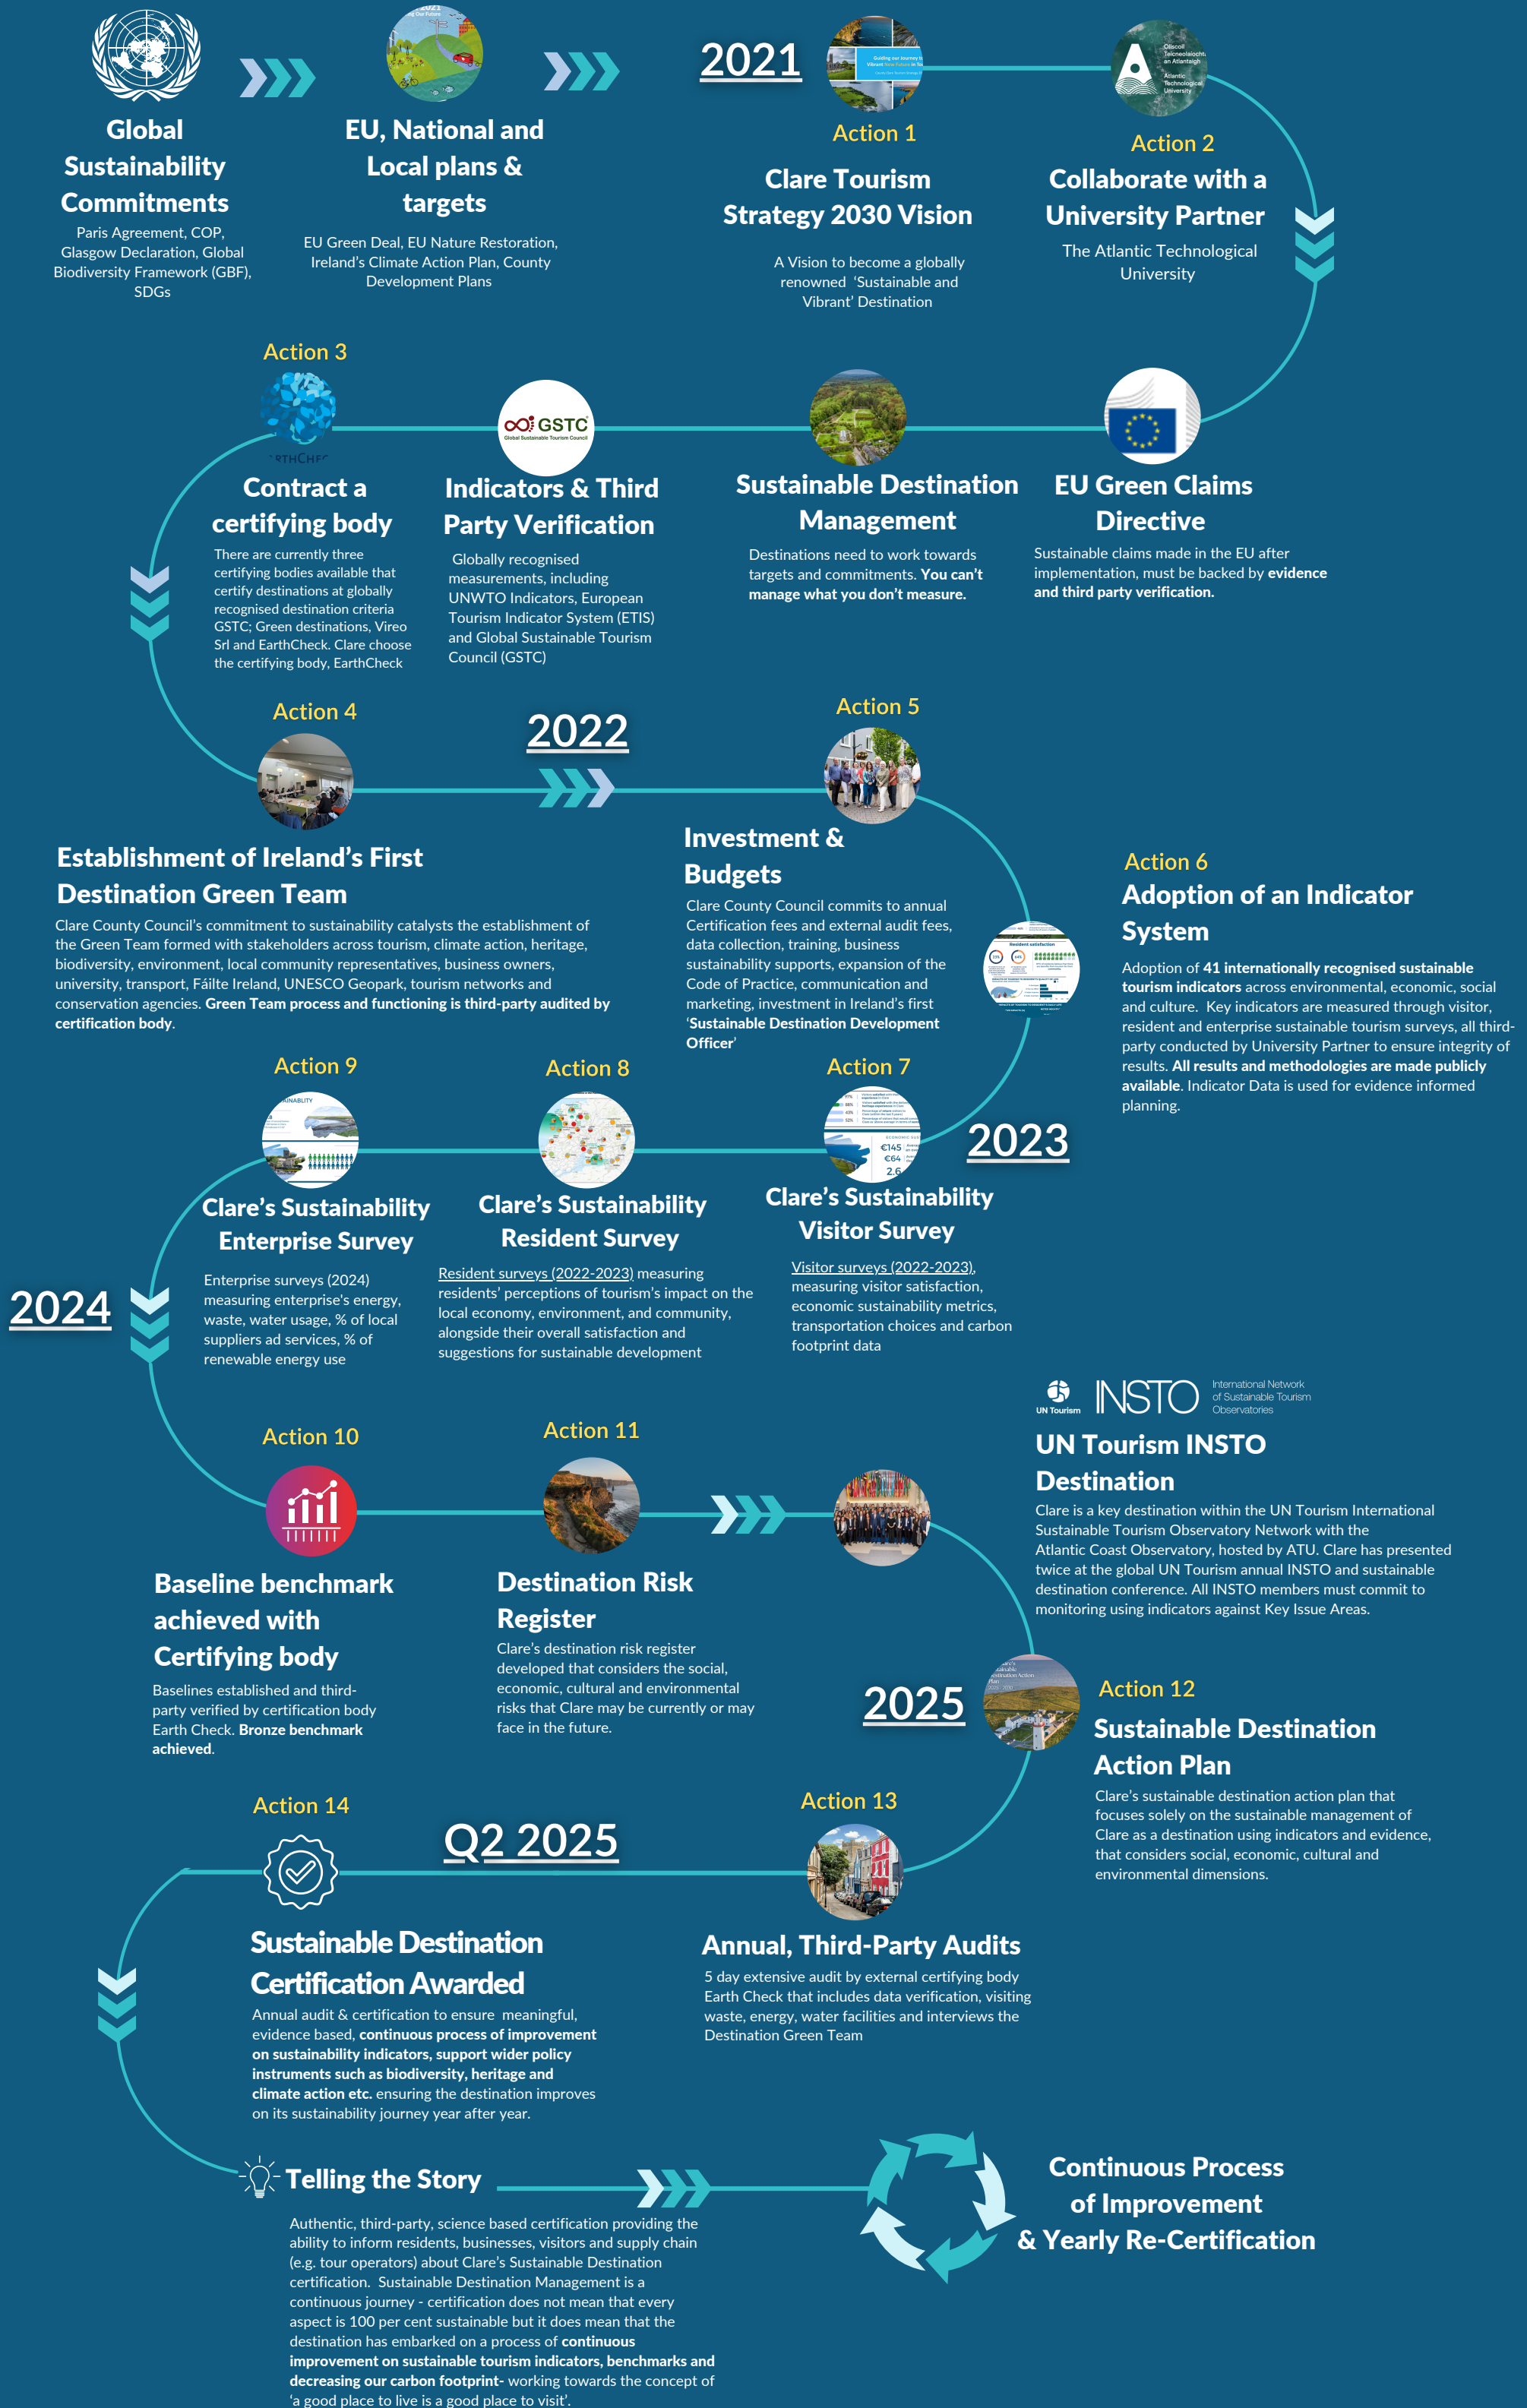 Global
Sustainability
Commitments
Paris Agreement, COP,
Glasgow Declaration, Global
Biodiversity Framework (GBF),
SDGs
EU, National and
Local plans &
targets
EU Green Deal, EU Nature Restoration,
Ireland's Climate Action Plan, County
Development Plans
2021
Action 1
Clare Tourism
Strategy 2030 Vision
A Vision to become a globally
renowned 'Sustainable and
Vibrant' Destination
Ollscoil
Teicneolaíochta
an Atlantaigh
Atlantic
Technological
University
Action 2
Collaborate with a
University Partner
The Atlantic Technological
University
EU Green Claims
Directive
Sustainable claims made in the EU after
implementation, must be backed by evidence
and third party verification.
Sustainable Destination
Management
Destinations need to work towards
targets and commitments. You can't
manage what you don't measure.
GSTC
Global Sustainable Tourism Council
Indicators & Third
Party Verification
Globally recognised
measurements, including
UNWTO Indicators, European
Tourism Indicator System (ETIS)
and Global Sustainable Tourism
Council (GSTC)
Action 3
Contract a
certifying body
There are currently three
certifying bodies available that
certify destinations at globally
recognised destination criteria
GSTC; Green destinations, Vireo
Srl and EarthCheck. Clare choose
the certifying body, EarthCheck
Action 4
Establishment of Ireland's First
Destination Green Team
Clare County Council's commitment to sustainability catalysts the establishment of
the Green Team formed with stakeholders across tourism, climate action, heritage,
biodiversity, environment, local community representatives, business owners,
university, transport, Fáilte Ireland, UNESCO Geopark, tourism networks and
conservation agencies. Green Team process and functioning is third-party audited by
certification body.
2022
Action 5
Investment &
Budgets
Clare County Council commits to annual
Certification fees and external audit fees,
data collection, training, business
sustainability supports, expansion of the
Code of Practice, communication and
marketing, investment in Ireland's first
'Sustainable Destination Development
Officer'
Resident satisfaction
Action 6
Adoption of an Indicator
System
Adoption of 41 internationally recognised sustainable
tourism indicators across environmental, economic, social
and culture. Key indicators are measured through visitor,
resident and enterprise sustainable tourism surveys, all third-
party conducted by University Partner to ensure integrity of
results. All results and methodologies are made publicly
available. Indicator Data is used for evidence informed
planning.
2023
Action 7
€145
€64
2.6
Clare's Sustainability
Visitor Survey
Visitor surveys (2022-2023),
measuring visitor satisfaction,
economic sustainability metrics,
transportation choices and carbon
footprint data
Action 8
Clare's Sustainability
Resident Survey
Resident surveys (2022-2023) measuring
residents' perceptions of tourism's impact on the
local economy, environment, and community,
alongside their overall satisfaction and
suggestions for sustainable development
Action 9
Clare's Sustainability
Enterprise Survey
Enterprise surveys (2024)
measuring enterprise's energy,
waste, water usage, % of local
suppliers ad services, % of
renewable energy use
2024
Action 10
Baseline benchmark
achieved with
Certifying body
Baselines established and third-
party verified by certification body
Earth Check. Bronze benchmark
achieved.
Action 11
Destination Risk
Register
Clare's destination risk register
developed that considers the social,
economic, cultural and environmental
risks that Clare may be currently or may
face in the future.
UN Tourism
INSTO
International Network
of Sustainable Tourism
Observatories
UN Tourism INSTO
Destination
Clare is a key destination within the UN Tourism International
Sustainable Tourism Observatory Network with the
Atlantic Coast Observatory, hosted by ATU. Clare has presented
twice at the global UN Tourism annual INSTO and sustainable
destination conference. All INSTO members must commit to
monitoring using indicators against Key Issue Areas.
2025
Action 12
Sustainable Destination
Action Plan
Clare's sustainable destination action plan that
focuses solely on the sustainable management of
Clare as a destination using indicators and evidence,
that considers social, economic, cultural and
environmental dimensions.
Action 13
Annual, Third-Party Audits
5 day extensive audit by external certifying body
Earth Check that includes data verification, visiting
waste, energy, water facilities and interviews the
Destination Green Team
Q2 2025
Action 14
Sustainable Destination
Certification Awarded
Annual audit & certification to ensure meaningful,
evidence based, continuous process of improvement
on sustainability indicators, support wider policy
instruments such as biodiversity, heritage and
climate action etc. ensuring the destination improves
on its sustainability journey year after year.
Telling the Story
Authentic, third-party, science based certification providing the
ability to inform residents, businesses, visitors and supply chain
(e.g. tour operators) about Clare's Sustainable Destination
certification. Sustainable Destination Management is a
continuous journey - certification does not mean that every
aspect is 100 per cent sustainable but it does mean that the
destination has embarked on a process of continuous
improvement on sustainable tourism indicators, benchmarks and
decreasing our carbon footprint- working towards the concept of
'a good place to live is a good place to visit'.
Continuous Process
of Improvement
& Yearly Re-Certification